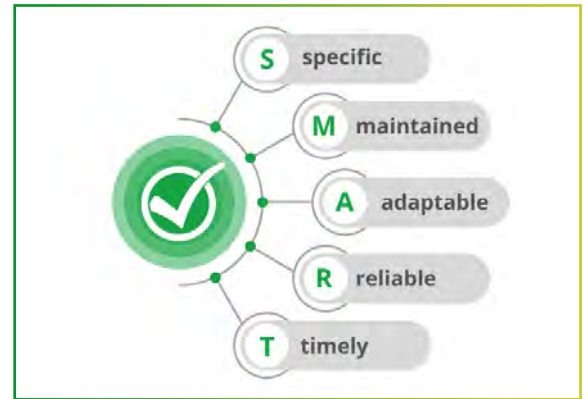 S specific
M maintained
A adaptable
R reliable
T timely